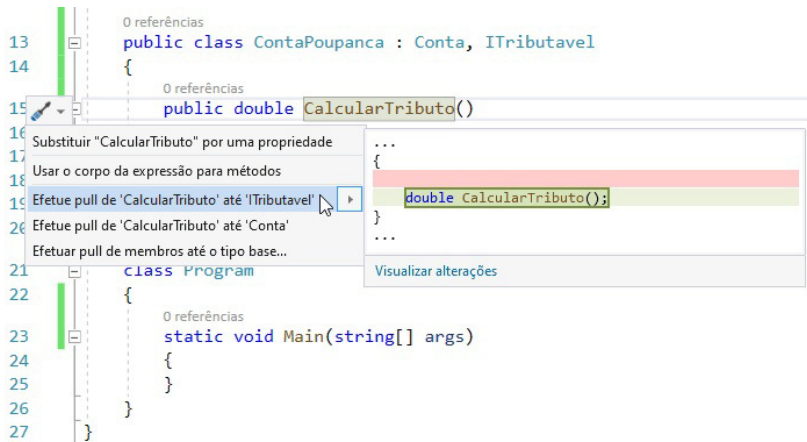 0 referências
13 public class ContaPoupanca : Conta, ITributavel
14 {
0 referências
15 public double CalcularTributo()
16
Substituir "CalcularTributo" por uma propriedade
17
Usar o corpo da expressão para métodos
18
19 Efetue pull de 'CalcularTributo' até 'ITributavel'
20 Efetue pull de 'CalcularTributo' até 'Conta'
Efetuar pull de membros até o tipo base...
...
{
double CalcularTributo();
}
...
Visualizar alterações
21 class Program
22 {
0 referências
23 static void Main(string[] args)
24 {
25 }
26 }
27 }